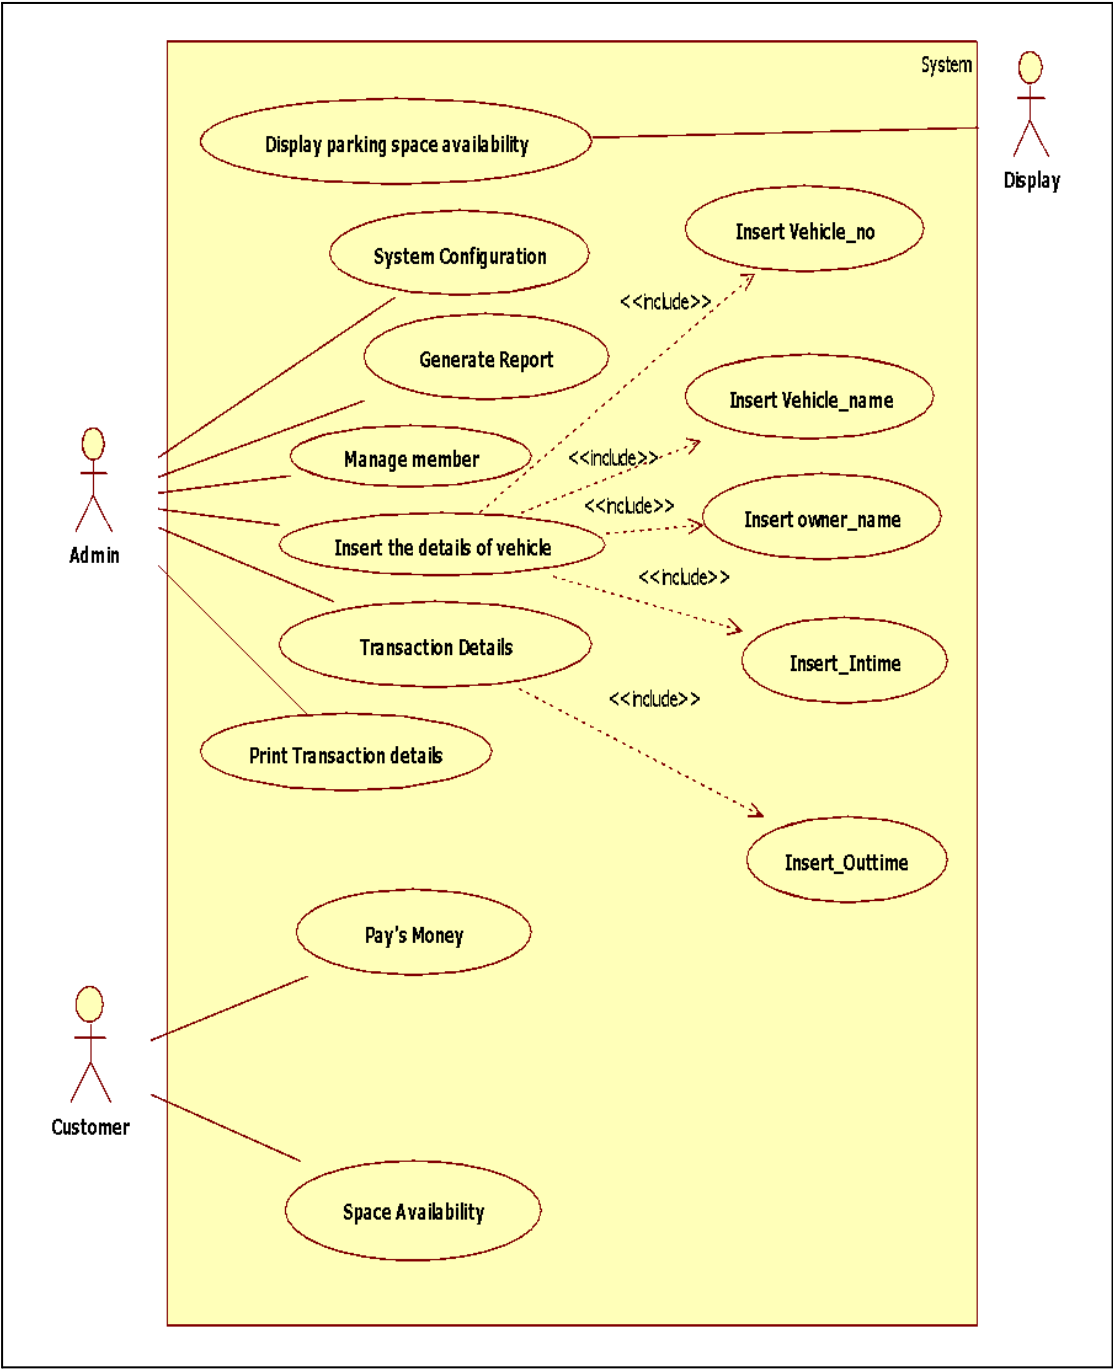 System
Display parking space availability
Display
Insert Vehicle_no
System Configuration
<<include>>
Generate Report
Insert Vehicle_name
Manage member
<<include>>
<<include>>
Insert owner_name
Admin
Insert the details of vehicle
<<include>>
Transaction Details
Insert_Intime
<<include>>
Print Transaction details
Insert_Outtime
Pay's Money
Customer
Space Availability